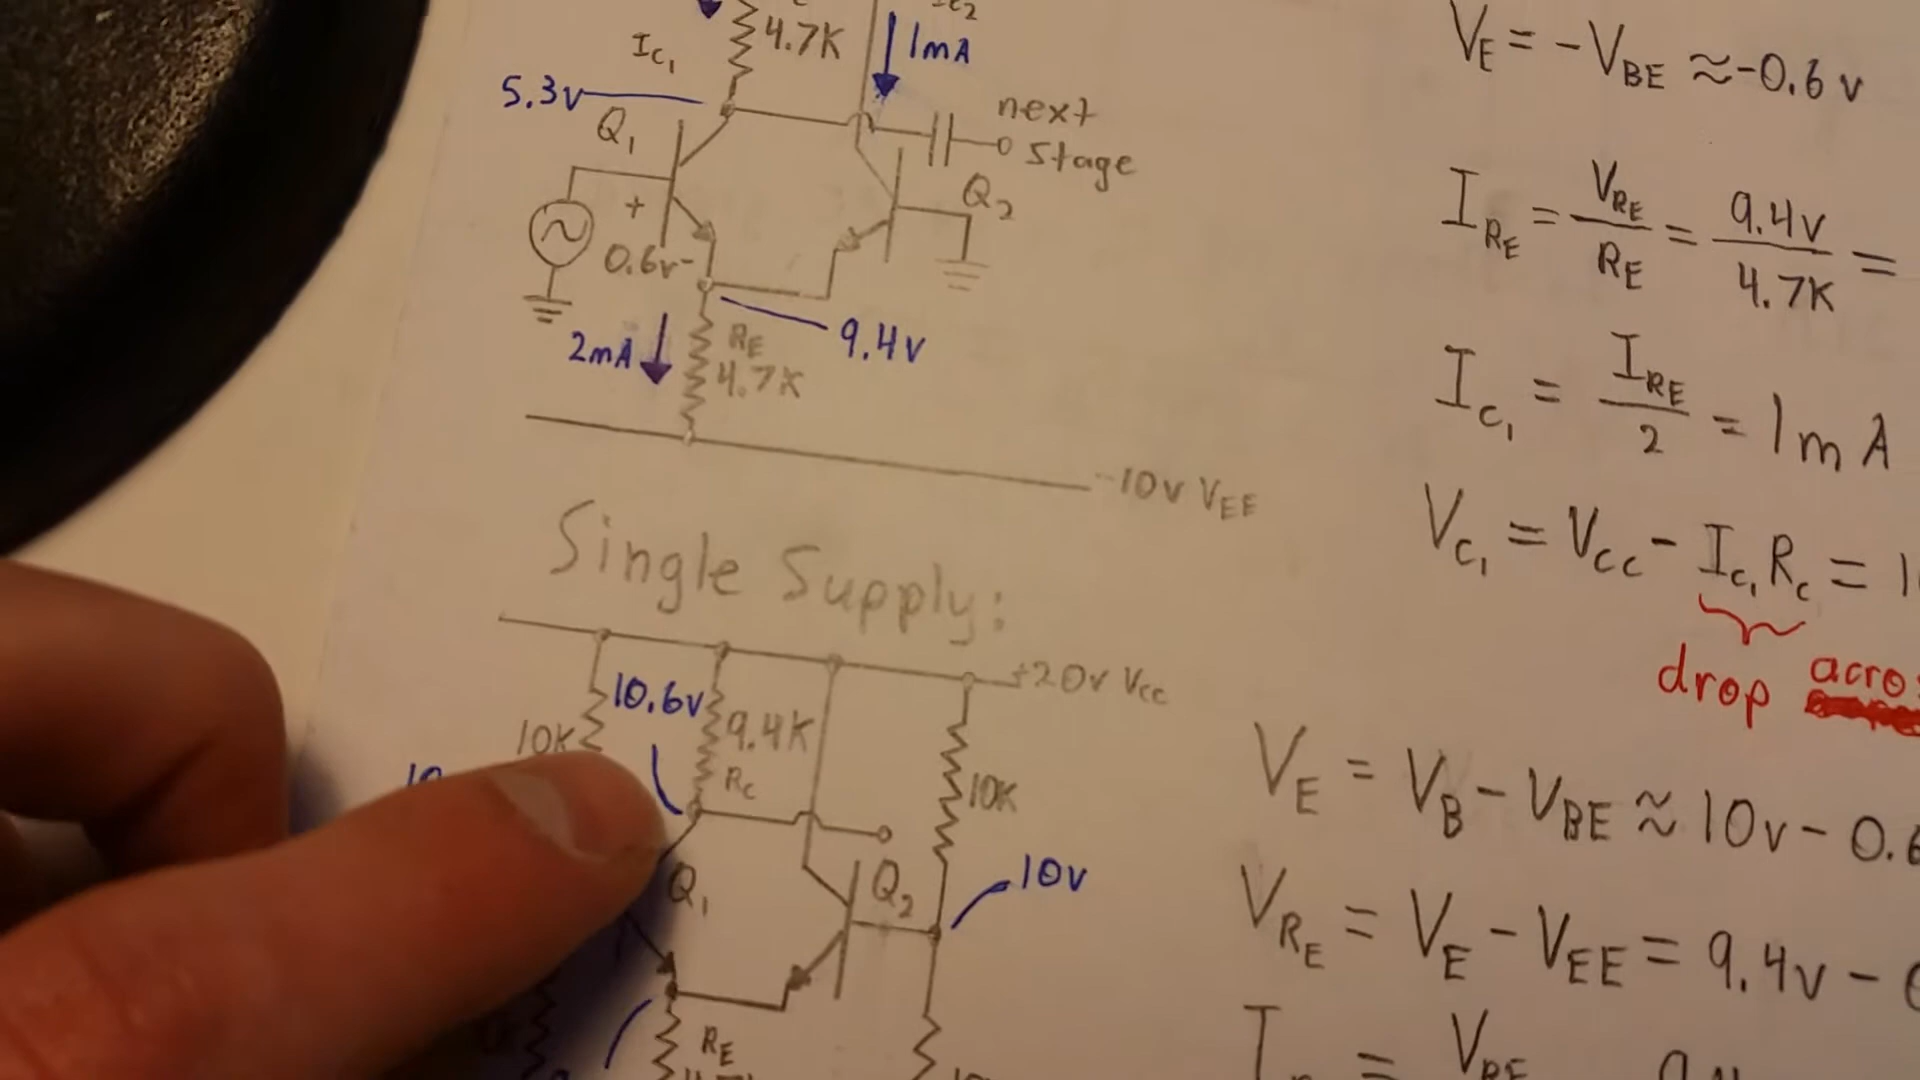 4.7K
1mA
IC1
5.3v
Q1
next
stage
Q2
+
0.6v-
2mA
RE
4.7K
9.4v
-10v VEE
Single Supply:
+20v Vcc
10.6v
10K
9.4K
RC
10K
Q1
Q2
10v
RE
VE = -VBE ≈ -0.6v
IRE = VRE/RE = 9.4v/4.7K =
IC1 = IRE/2 = 1mA
VC1 = VCC - IC1 RC =
drop
VE = VB - VBE ≈ 10v - 0.6
VRE = VE - VEE = 9.4v -